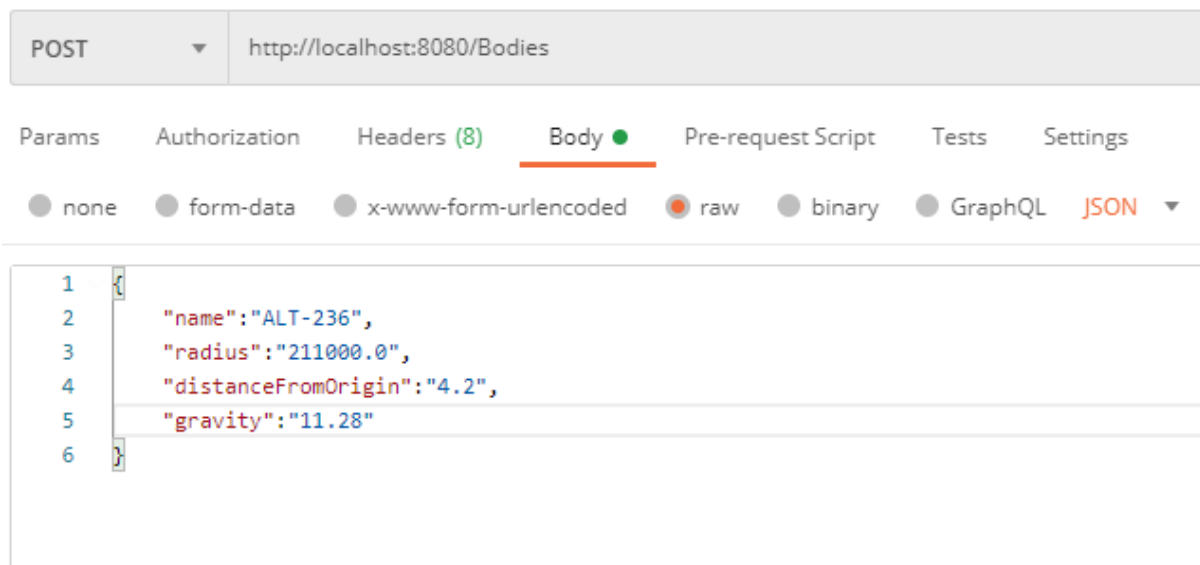 POST http://localhost:8080/Bodies
Params Authorization Headers (8) Body Pre-request Script Tests Settings
none form-data x-www-form-urlencoded raw binary GraphQL JSON
1 {
2 "name":"ALT-236",
3 "radius":"211000.0",
4 "distanceFromOrigin":"4.2",
5 "gravity":"11.28"
6 }